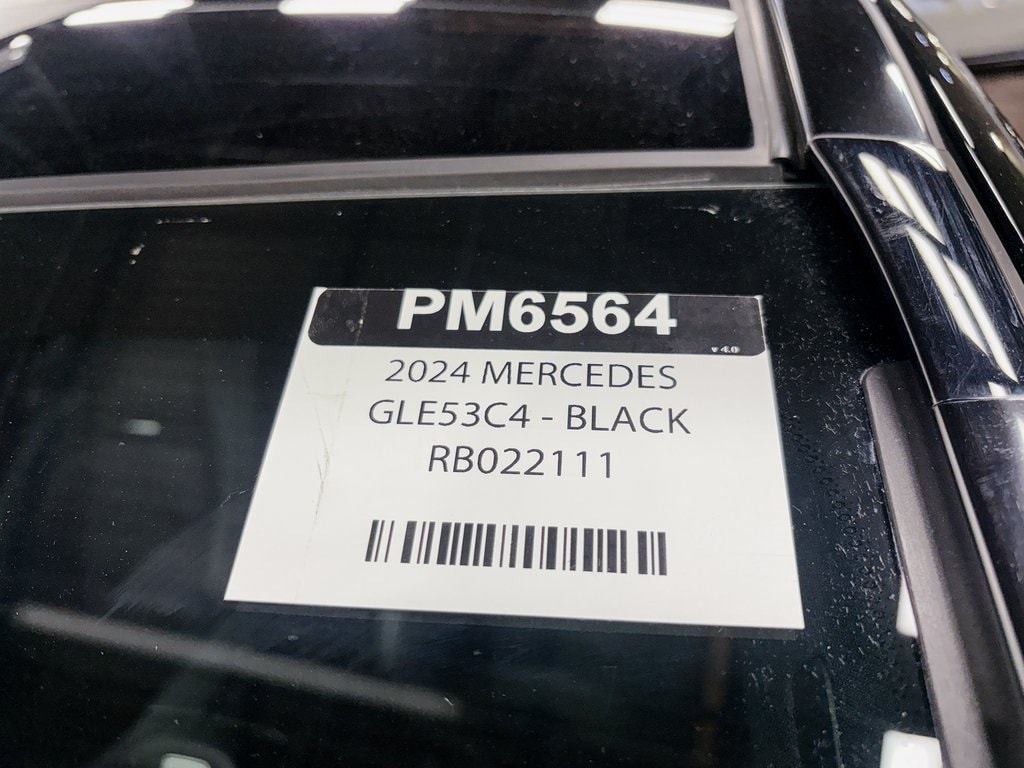 PM6564
v 4.0
2024 MERCEDES
GLE53C4 - BLACK
RB022111